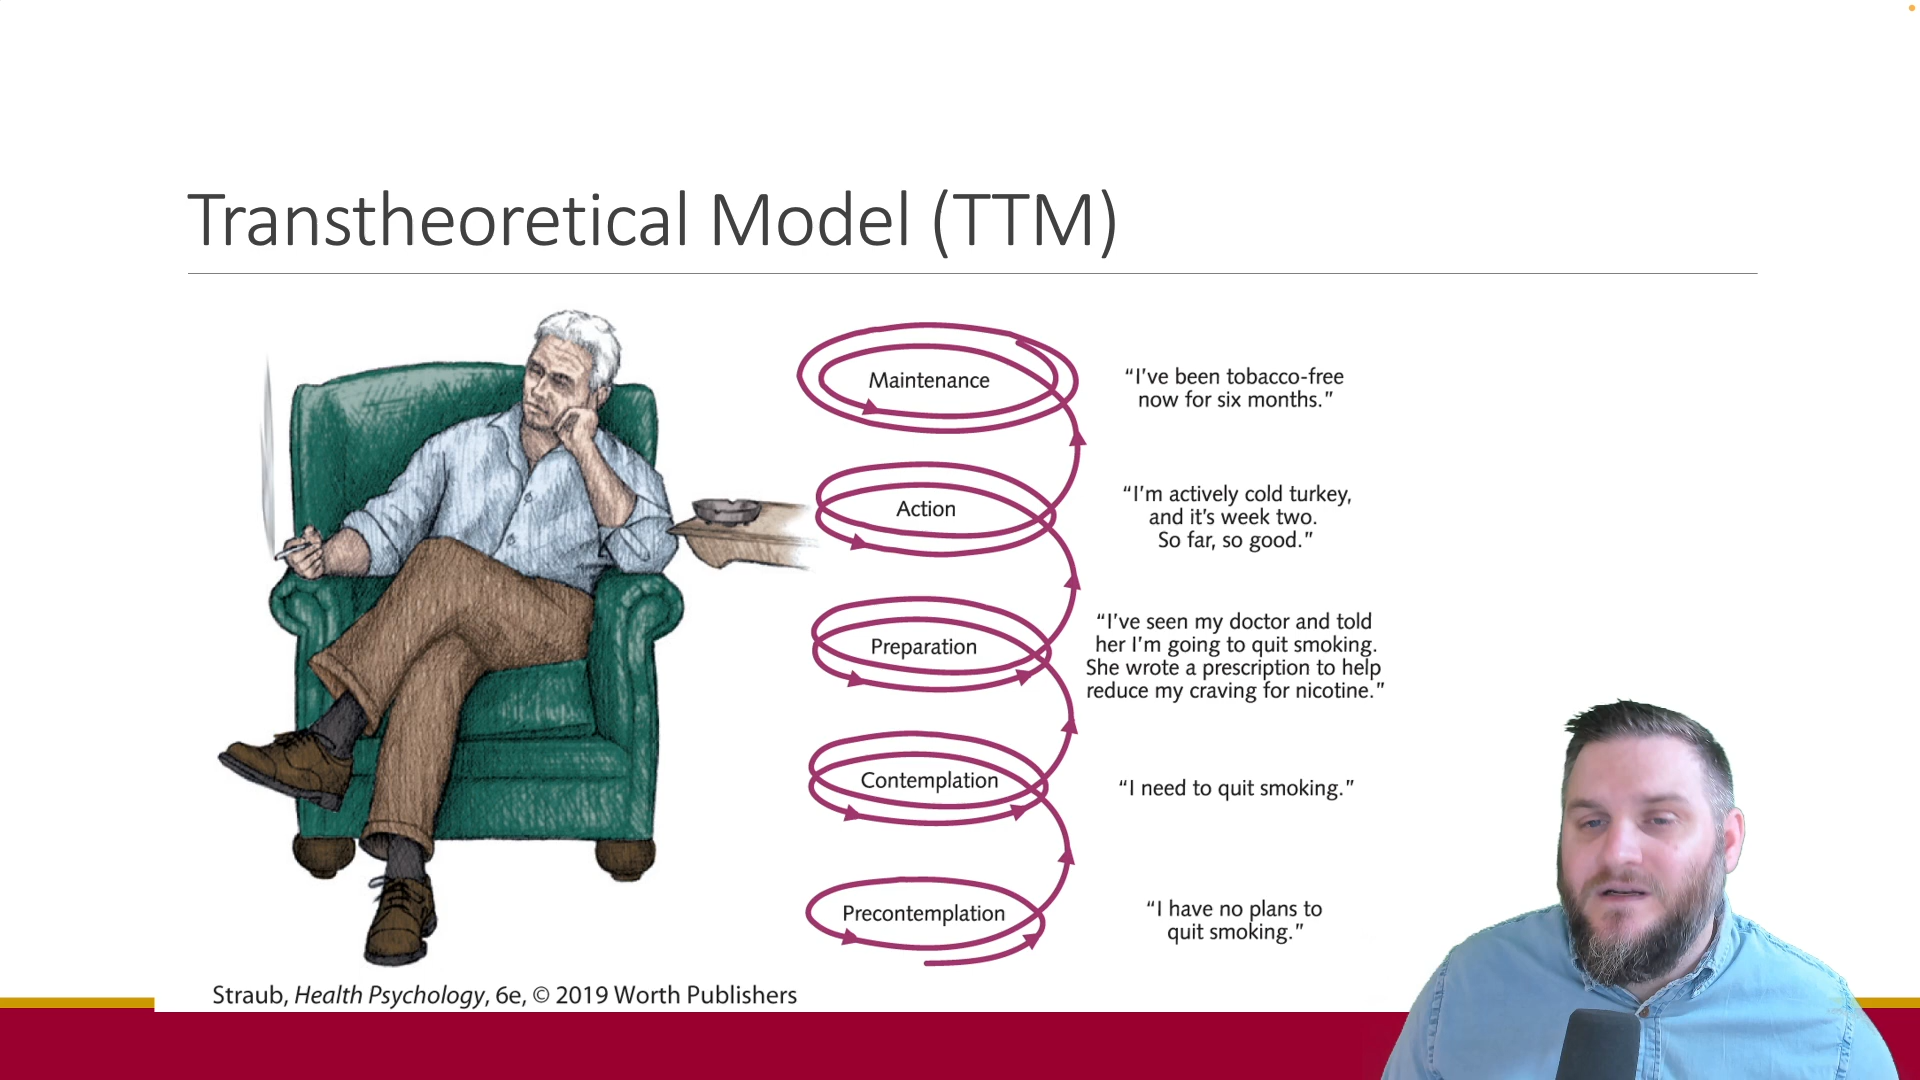 Transtheoretical Model (TTM)
Maintenance
“I’ve been tobacco-free
now for six months.”
Action
“I’m actively cold turkey,
and it’s week two.
So far, so good.”
Preparation
“I’ve seen my doctor and told
her I’m going to quit smoking.
She wrote a prescription to help
reduce my craving for nicotine.”
Contemplation
“I need to quit smoking.”
Precontemplation
“I have no plans to
quit smoking.”
Straub, Health Psychology, 6e, © 2019 Worth Publishers